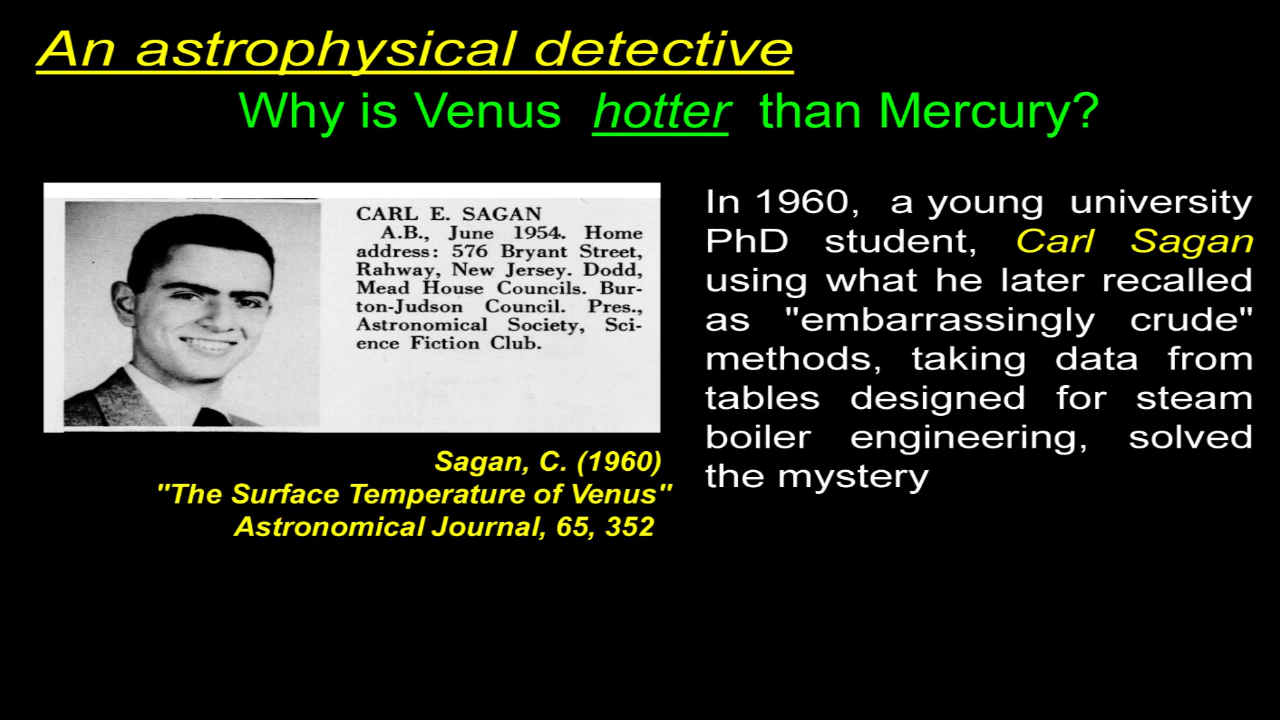 An astrophysical detective
Why is Venus hotter than Mercury?
CARL E. SAGAN
A.B., June 1954. Home
address: 576 Bryant Street,
Rahway, New Jersey. Dodd,
Mead House Councils. Bur-
ton-Judson Council. Pres.,
Astronomical Society, Sci-
ence Fiction Club.
Sagan, C. (1960)
"The Surface Temperature of Venus"
Astronomical Journal, 65, 352
In 1960, a young university
PhD student, Carl Sagan
using what he later recalled
as "embarrassingly crude"
methods, taking data from
tables designed for steam
boiler engineering, solved
the mystery